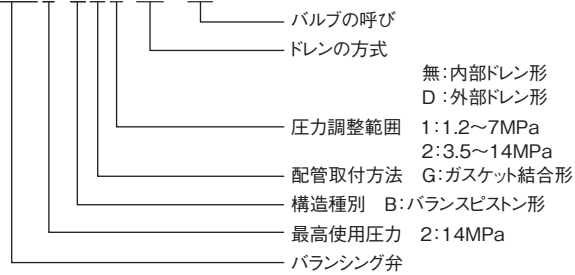 バルブの呼び
ドレンの方式
無：内部ドレン形
D：外部ドレン形
圧力調整範囲 1：1.2～7MPa
2：3.5～14MPa
配管取付方法 G：ガスケット結合形
構造種別 B：バランスピストン形
最高使用圧力 2：14MPa
バランシング弁